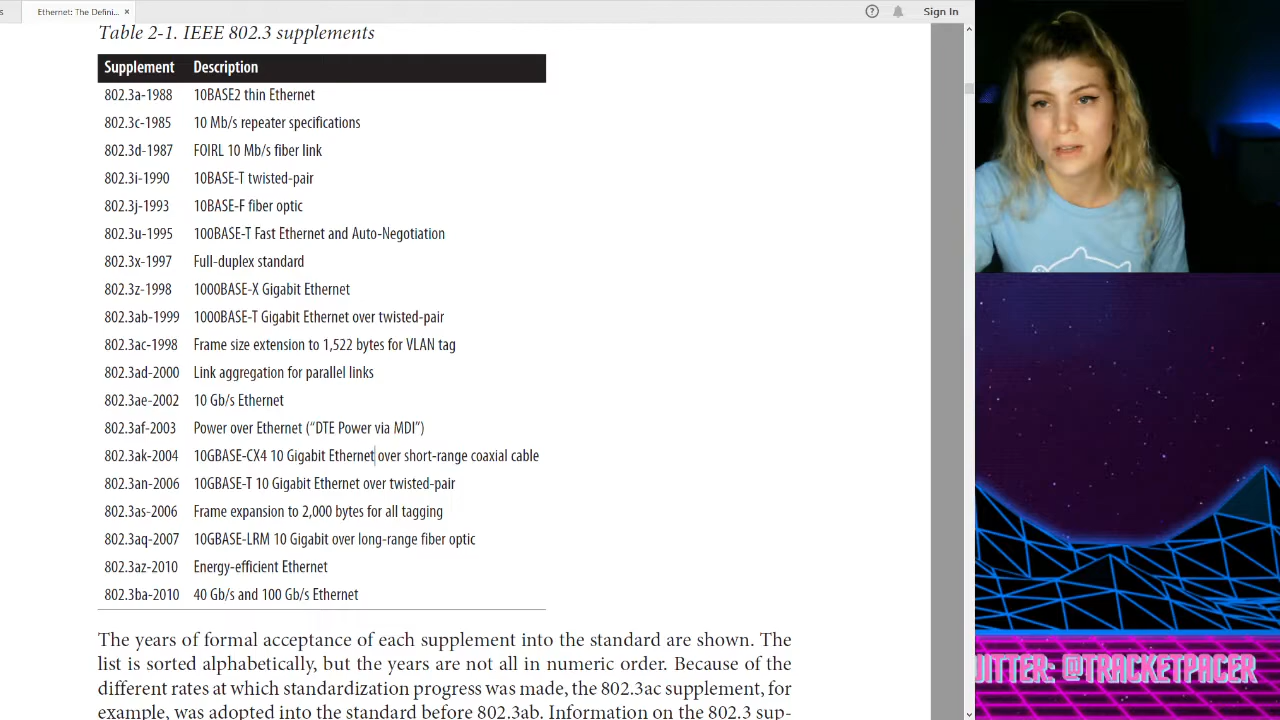 Ethernet: The Defini... ×
Sign In
Table 2-1. IEEE 802.3 supplements
Supplement Description
802.3a-1988 10BASE2 thin Ethernet
802.3c-1985 10 Mb/s repeater specifications
802.3d-1987 FOIRL 10 Mb/s fiber link
802.3i-1990 10BASE-T twisted-pair
802.3j-1993 10BASE-F fiber optic
802.3u-1995 100BASE-T Fast Ethernet and Auto-Negotiation
802.3x-1997 Full-duplex standard
802.3z-1998 1000BASE-X Gigabit Ethernet
802.3ab-1999 1000BASE-T Gigabit Ethernet over twisted-pair
802.3ac-1998 Frame size extension to 1,522 bytes for VLAN tag
802.3ad-2000 Link aggregation for parallel links
802.3ae-2002 10 Gb/s Ethernet
802.3af-2003 Power over Ethernet (“DTE Power via MDI”)
802.3ak-2004 10GBASE-CX4 10 Gigabit Ethernet over short-range coaxial cable
802.3an-2006 10GBASE-T 10 Gigabit Ethernet over twisted-pair
802.3as-2006 Frame expansion to 2,000 bytes for all tagging
802.3aq-2007 10GBASE-LRM 10 Gigabit over long-range fiber optic
802.3az-2010 Energy-efficient Ethernet
802.3ba-2010 40 Gb/s and 100 Gb/s Ethernet
The years of formal acceptance of each supplement into the standard are shown. The
list is sorted alphabetically, but the years are not all in numeric order. Because of the
different rates at which standardization progress was made, the 802.3ac supplement, for
example, was adopted into the standard before 802.3ab. Information on the 802.3 sup-
WITTER: @TRACKETPACER